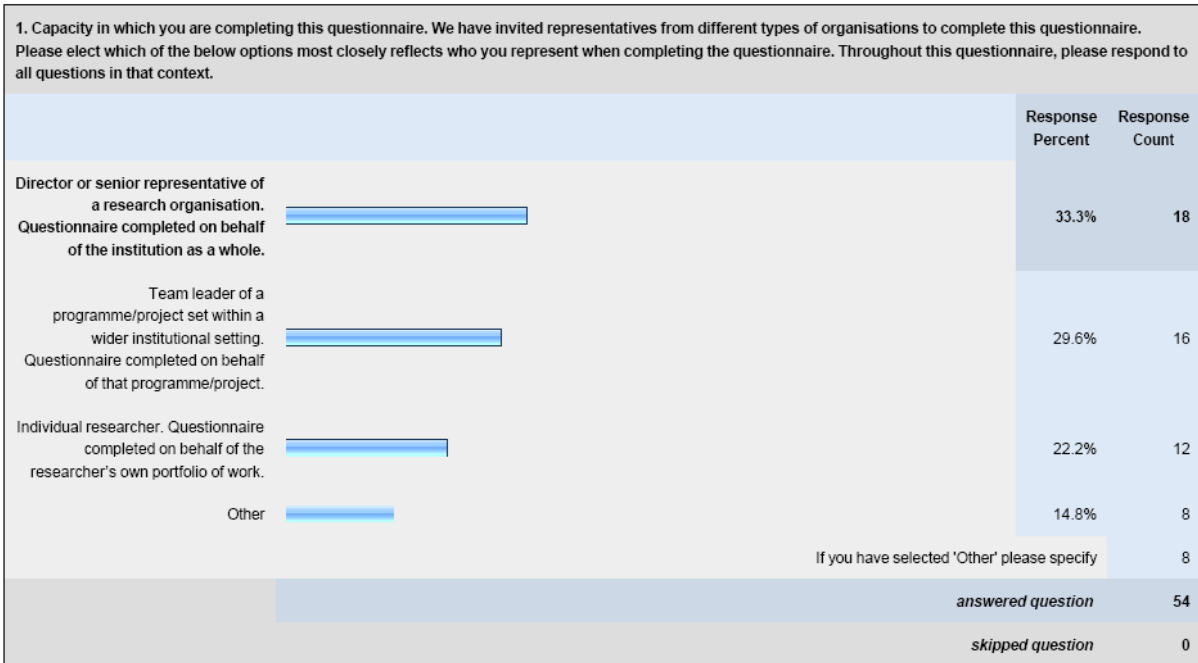 1. Capacity in which you are completing this questionnaire. We have invited representatives from different types of organisations to complete this questionnaire.
Please elect which of the below options most closely reflects who you represent when completing the questionnaire. Throughout this questionnaire, please respond to
all questions in that context.
Response Percent Response Count
Director or senior representative of
a research organisation.
Questionnaire completed on behalf
of the institution as a whole.
33.3% 18
Team leader of a
programme/project set within a
wider institutional setting.
Questionnaire completed on behalf
of that programme/project.
29.6% 16
Individual researcher. Questionnaire
completed on behalf of the
researcher's own portfolio of work.
22.2% 12
Other 14.8% 8
If you have selected 'Other' please specify 8
answered question 54
skipped question 0